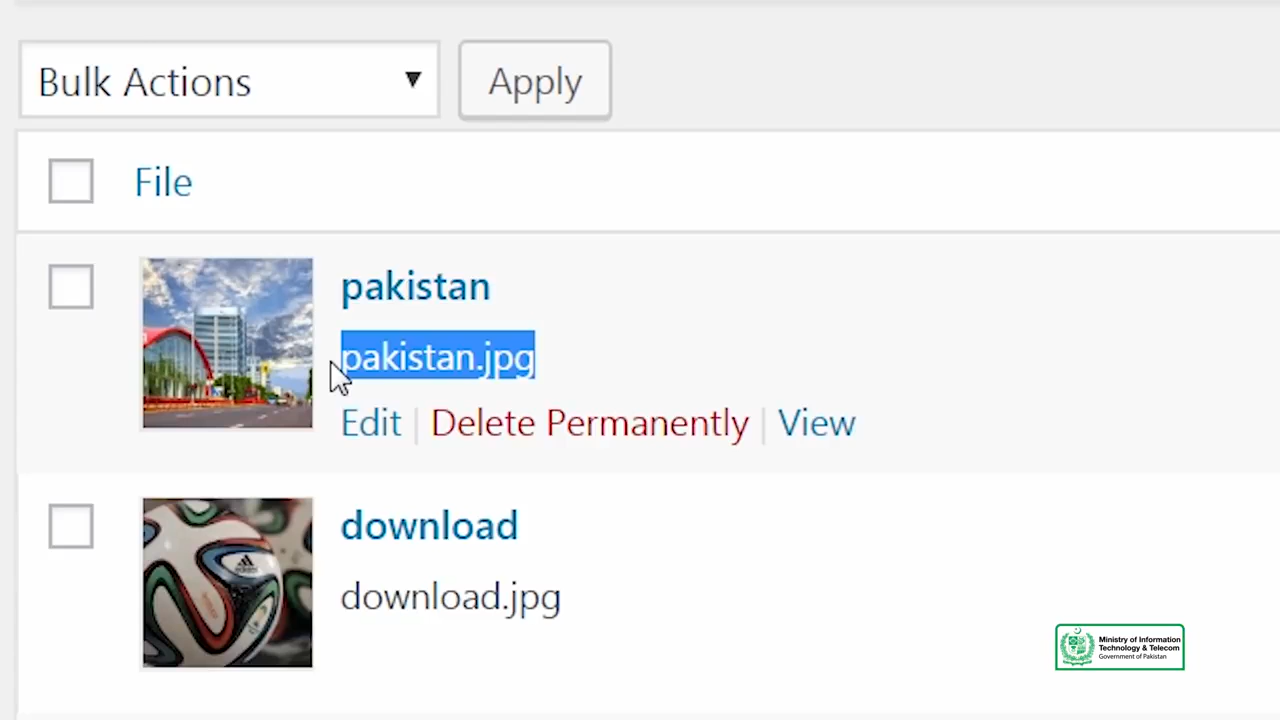 Bulk Actions ▼ Apply
File
pakistan
pakistan.jpg
Edit | Delete Permanently | View
download
adidas
download.jpg
Ministry of Information
Technology & Telecom
Government of Pakistan